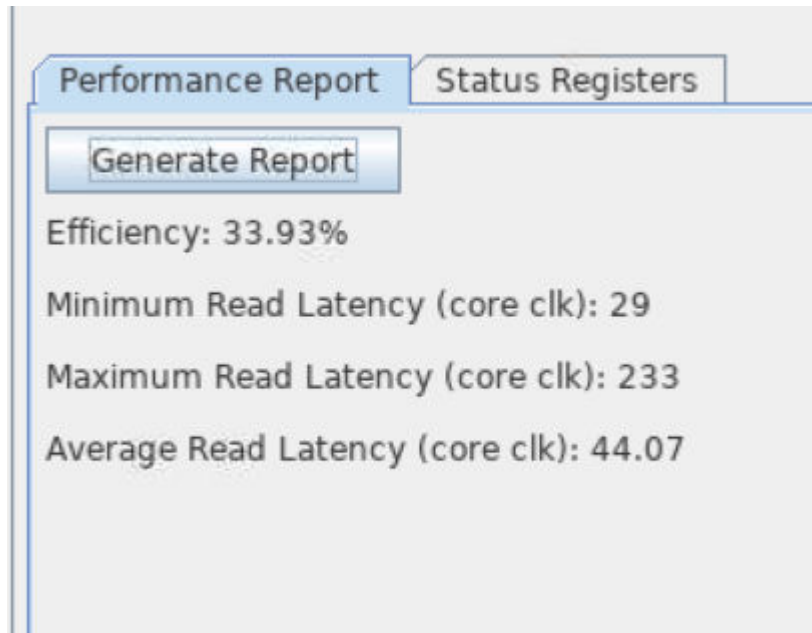 Performance Report
Status Registers
Generate Report
Efficiency: 33.93%
Minimum Read Latency (core clk): 29
Maximum Read Latency (core clk): 233
Average Read Latency (core clk): 44.07